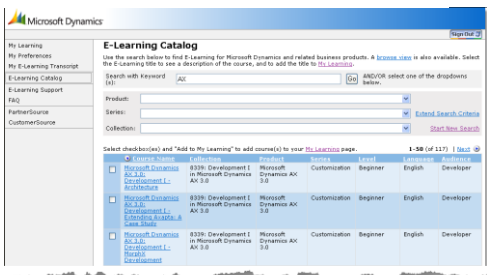 Microsoft Dynamics
Sign Out
My Learning
My Preferences
My E-Learning Transcript
E-Learning Catalog
E-Learning Support
FAQ
PartnerSource
CustomerSource
E-Learning Catalog
Use the search below to find E-Learning for Microsoft Dynamics and related business products. A browse view is also available. Select
the E-Learning title to see a description of the course, and to add the title to My Learning.
Search with Keyword
(s):
AX
Go
AND/OR select one of the dropdowns
below.
Product:
Series:
Extend Search Criteria
Collection:
Start New Search
Select checkbox(es) and "Add to My Learning" to add course(s) to your My Learning page.
1-50 (of 117) | Next
Course Name Collection Product Series Level Language Audience
Microsoft Dynamics
AX 3.0:
Development I -
Architecture
8339: Development I
in Microsoft Dynamics
AX 3.0
Microsoft
Dynamics AX
3.0
Customization
Beginner
English
Developer
Microsoft Dynamics
AX 3.0:
Development I -
Extending Axapta: A
Case Study
8339: Development I
in Microsoft Dynamics
AX 3.0
Microsoft
Dynamics AX
3.0
Customization
Beginner
English
Developer
Microsoft Dynamics
AX 3.0:
Development I -
MorphX
Development
8339: Development I
in Microsoft Dynamics
AX 3.0
Microsoft
Dynamics AX
3.0
Customization
Beginner
English
Developer